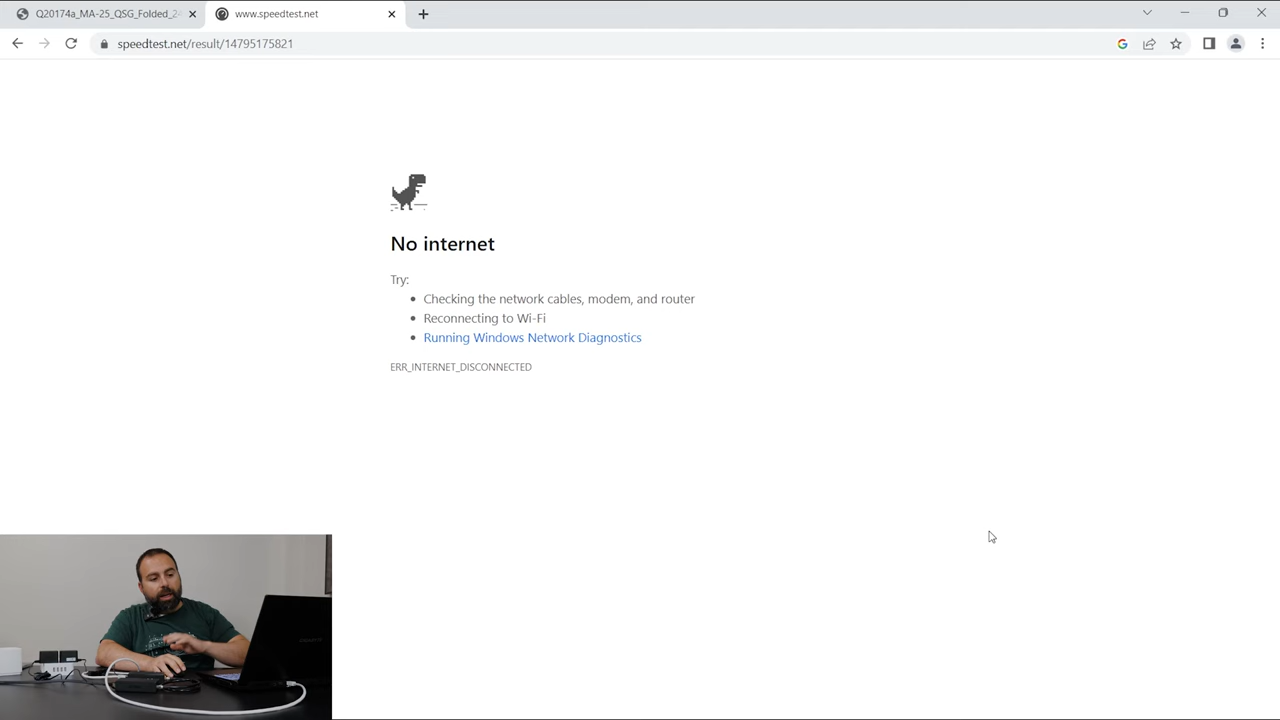 Q20174a_MA-25_QSG_Folded_24
www.speedtest.net
speedtest.net/result/14795175821
No internet
Try:
Checking the network cables, modem, and router
Reconnecting to Wi-Fi
Running Windows Network Diagnostics
ERR_INTERNET_DISCONNECTED